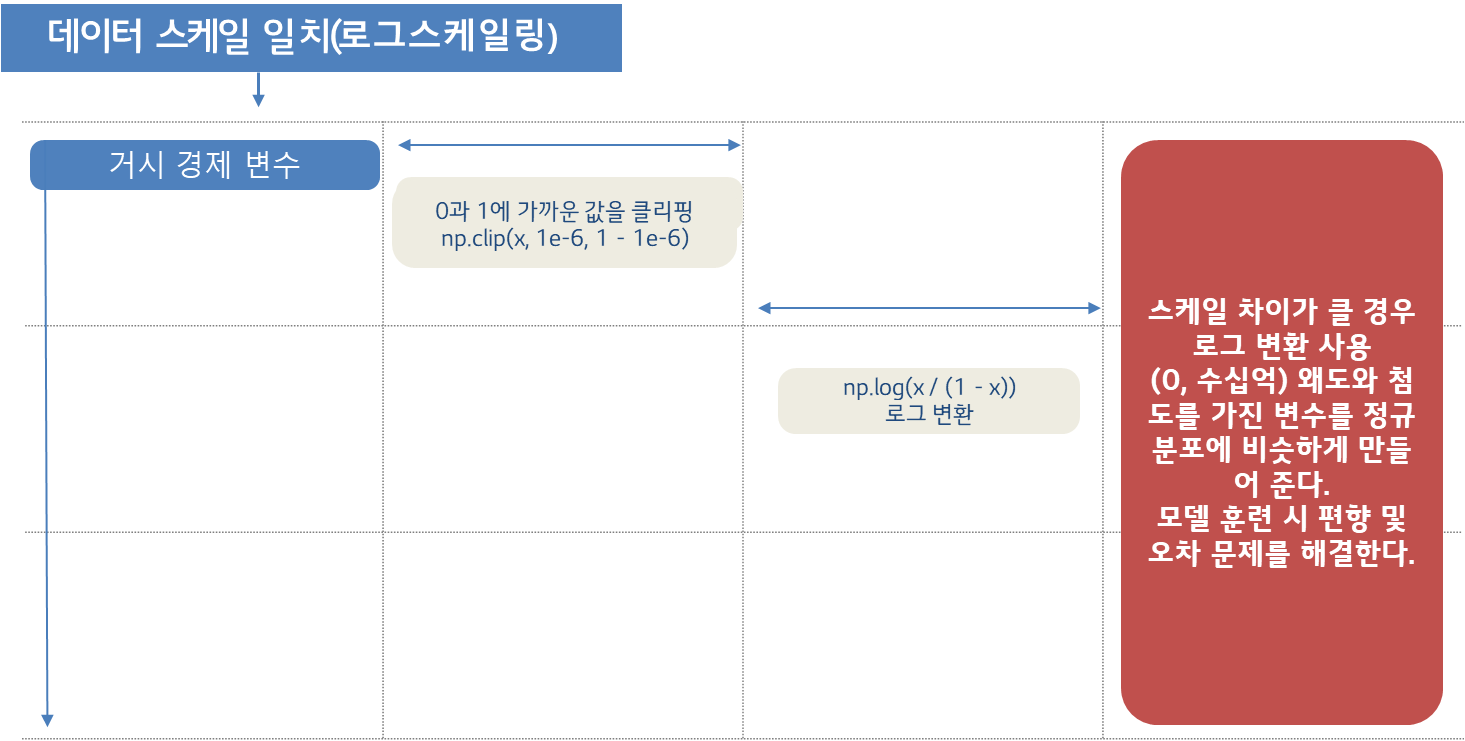 데이터 스케일 일치(로그스케일링)
거시 경제 변수
0과 1에 가까운 값을 클리핑
np.clip(x, 1e-6, 1 - 1e-6)
np.log(x / (1 - x))
로그 변환
스케일 차이가 클 경우
로그 변환 사용
(0, 수십억) 왜도와 첨
도를 가진 변수를 정규
분포에 비슷하게 만들
어 준다.
모델 훈련 시 편향 및
오차 문제를 해결한다.